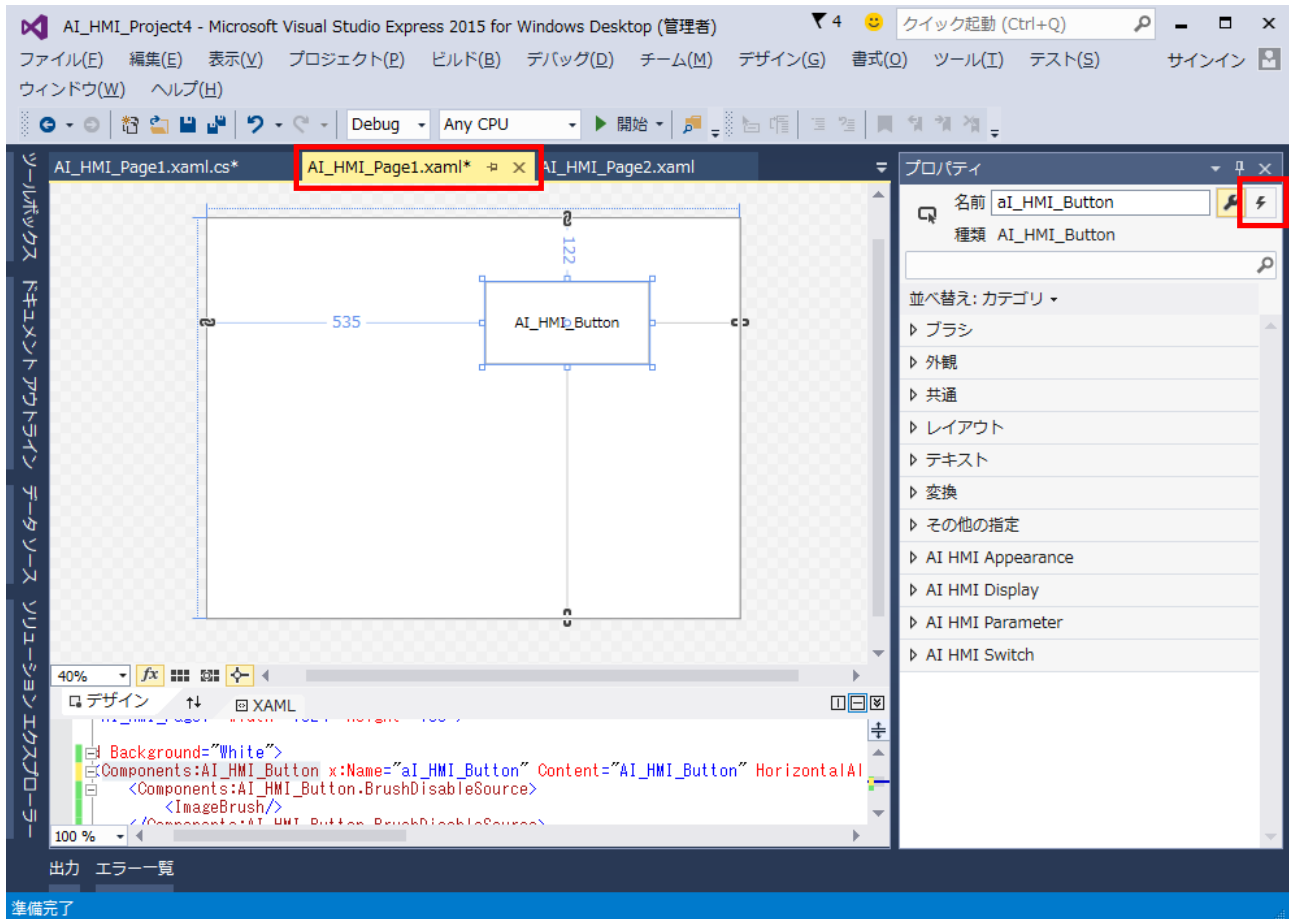 AI_HMI_Project4 - Microsoft Visual Studio Express 2015 for Windows Desktop (管理者)
4
クイック起動 (Ctrl+Q)
ファイル(F) 編集(E) 表示(V) プロジェクト(P) ビルド(B) デバッグ(D) チーム(M) デザイン(G) 書式(O) ツール(T) テスト(S) サインイン
ウィンドウ(W) ヘルプ(H)
Debug Any CPU 開始
ツールボックス
ドキュメント アウトライン
データ ソース
ソリューション エクスプローラー
AI_HMI_Page1.xaml.cs* AI_HMI_Page1.xaml* AI_HMI_Page2.xaml
122
535
AI_HMI_Button
40% fx
デザイン XAML
d Background="White">
<Components:AI_HMI_Button x:Name="aI_HMI_Button" Content="AI_HMI_Button" HorizontalAl
<Components:AI_HMI_Button.BrushDisableSource>
<ImageBrush/>
</Components:AI_HMI_Button.BrushDisableSource>
100 %
プロパティ
名前 aI_HMI_Button
種類 AI_HMI_Button
並べ替え: カテゴリ
ブラシ
外観
共通
レイアウト
テキスト
変換
その他の指定
AI HMI Appearance
AI HMI Display
AI HMI Parameter
AI HMI Switch
出力 エラー一覧
準備完了